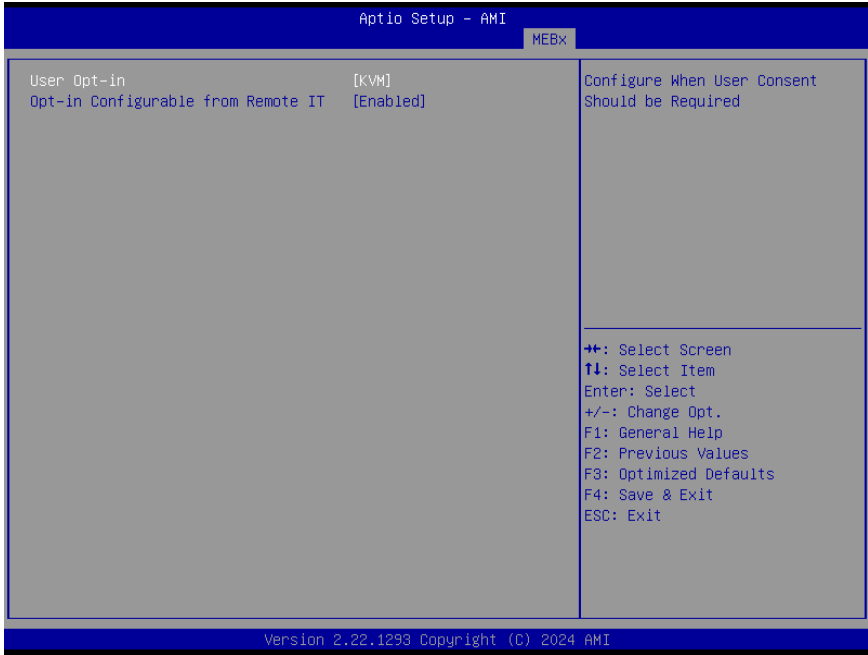 Aptio Setup - AMI
MEBx
User Opt-in [KVM]
Opt-in Configurable from Remote IT [Enabled]
Configure When User Consent
Should be Required
→←: Select Screen
↑↓: Select Item
Enter: Select
+/-: Change Opt.
F1: General Help
F2: Previous Values
F3: Optimized Defaults
F4: Save & Exit
ESC: Exit
Version 2.22.1293 Copyright (C) 2024 AMI